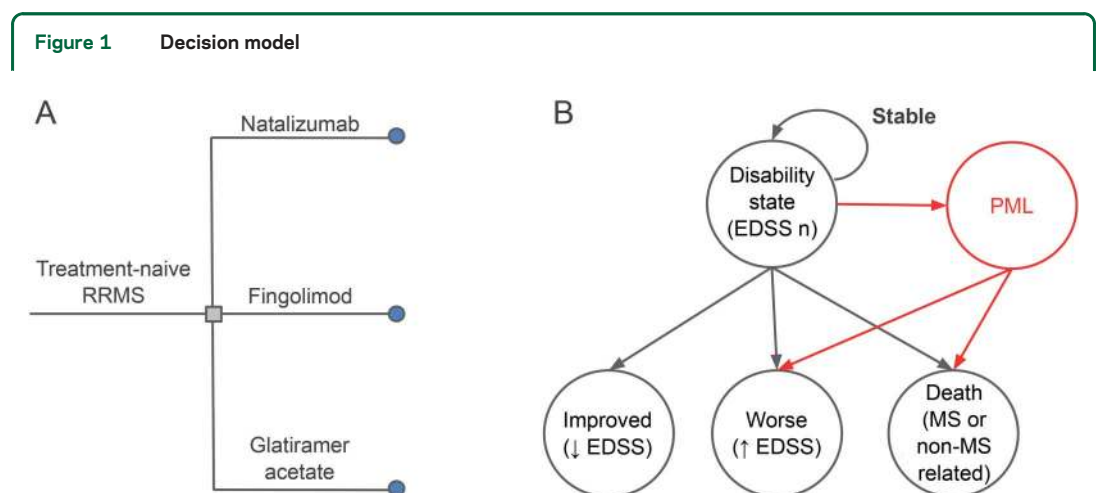 Figure 1 Decision model
A
Natalizumab
Treatment-naive
RRMS
Fingolimod
Glatiramer
acetate
B
Stable
Disability
state
(EDSS n)
PML
Improved
(↓ EDSS)
Worse
(↑ EDSS)
Death
(MS or
non-MS
related)